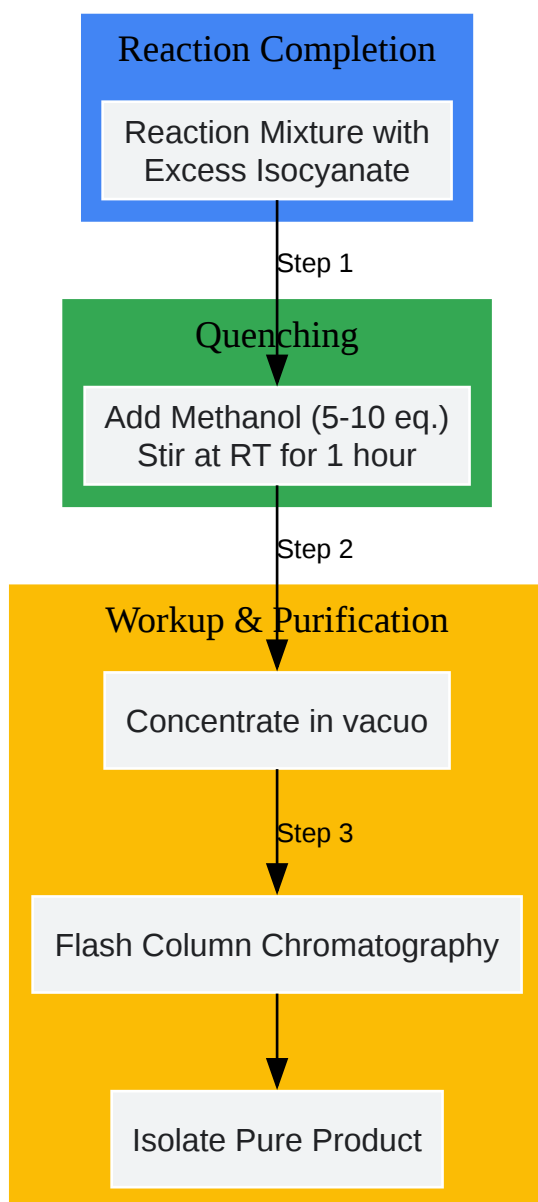 Reaction Completion
Reaction Mixture with
Excess Isocyanate
Step 1
Quenching
Add Methanol (5-10 eq.)
Stir at RT for 1 hour
Step 2
Workup & Purification
Concentrate in vacuo
Step 3
Flash Column Chromatography
Isolate Pure Product